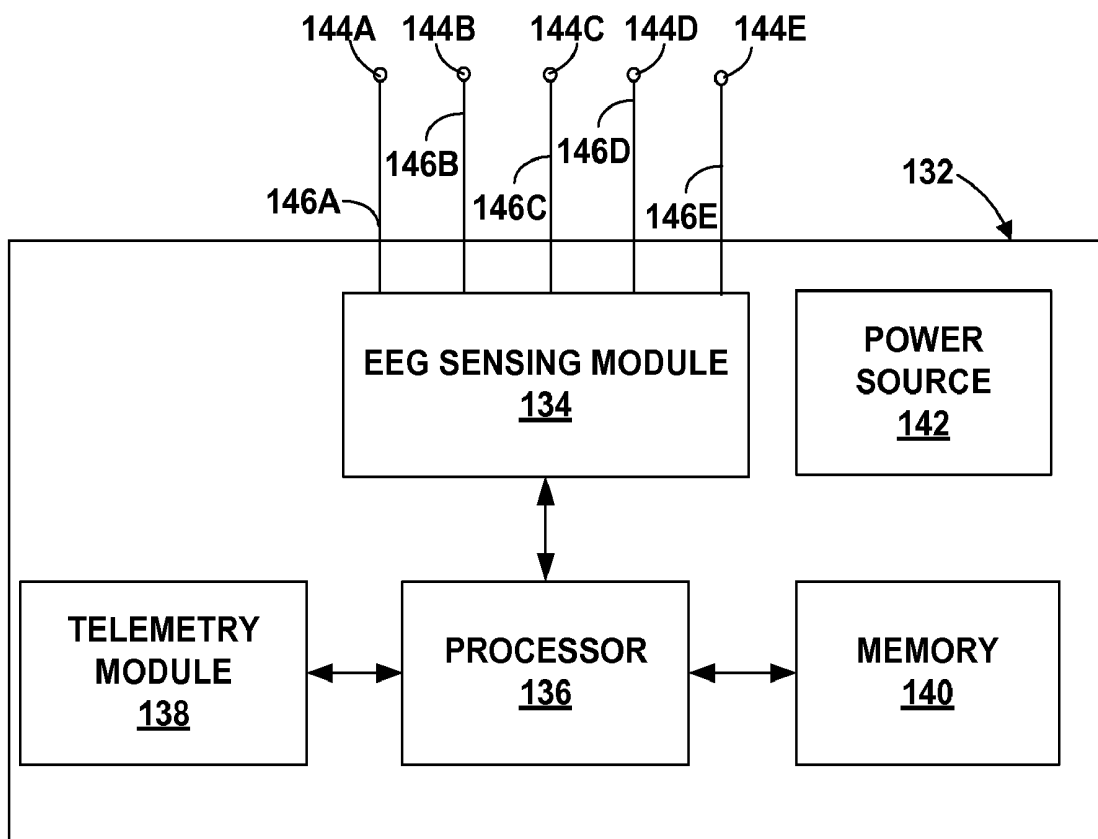 144A 144B 144C 144D 144E
146B 146D
132
146A 146C 146E
EEG SENSING MODULE
134
POWER
SOURCE
142
TELEMETRY
MODULE
138
PROCESSOR
136
MEMORY
140